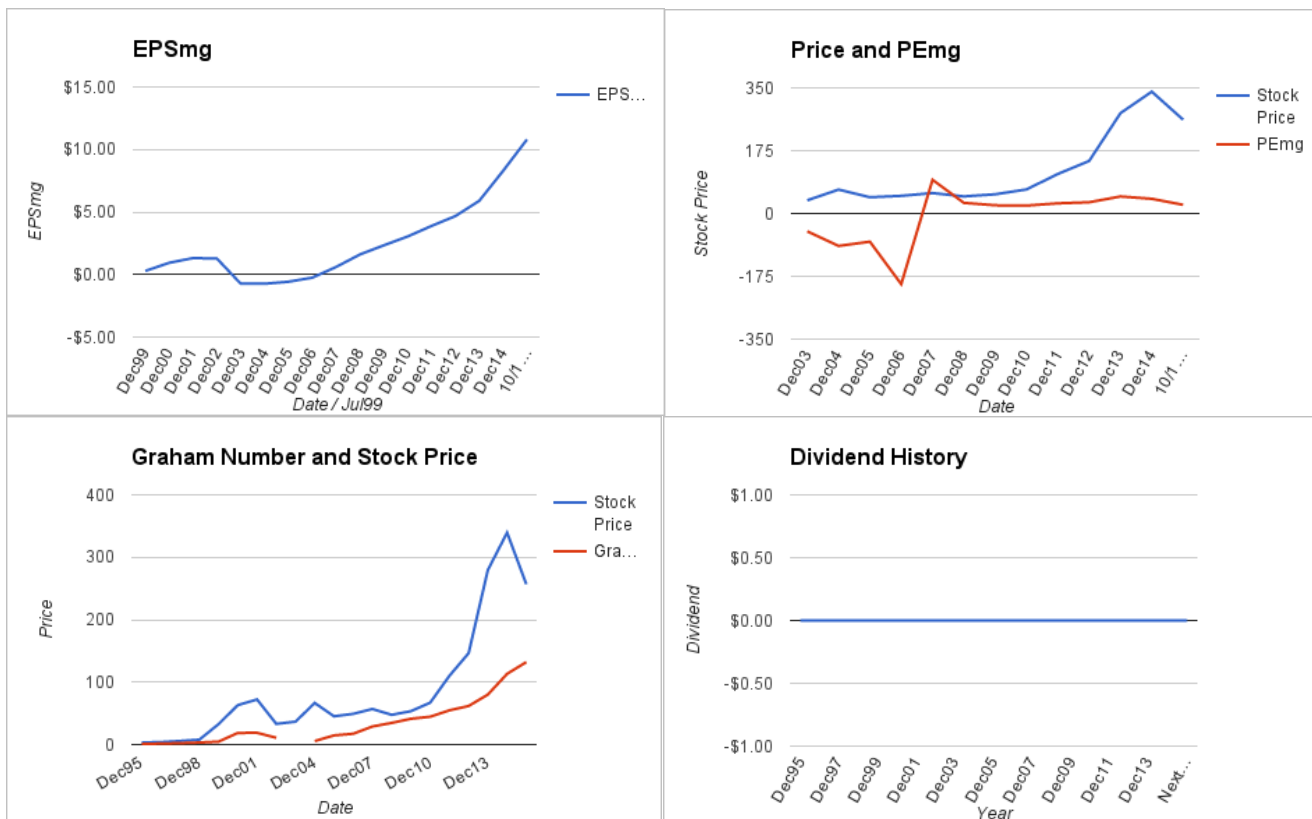 EPSmg
$15.00
$10.00
$5.00
$0.00
-$5.00
EPSmg
EPS...
Dec99
Dec00
Dec01
Dec02
Dec03
Dec04
Dec05
Dec06
Dec07
Dec08
Dec09
Dec10
Dec11
Dec12
Dec13
Dec14
10/1 ...
Date / Jul99
Price and PEmg
350
175
0
-175
-350
Stock Price
Stock
Price
PEmg
Dec03
Dec04
Dec05
Dec06
Dec07
Dec08
Dec09
Dec10
Dec11
Dec12
Dec13
Dec14
10/1 ...
Date
Graham Number and Stock Price
400
300
200
100
0
Price
Stock
Price
Gra...
Dec95
Dec98
Dec01
Dec04
Dec07
Dec10
Dec13
Date
Dividend History
$1.00
$0.50
$0.00
-$0.50
-$1.00
Dividend
Dec95
Dec97
Dec99
Dec01
Dec03
Dec05
Dec07
Dec09
Dec11
Dec13
Next...
Year